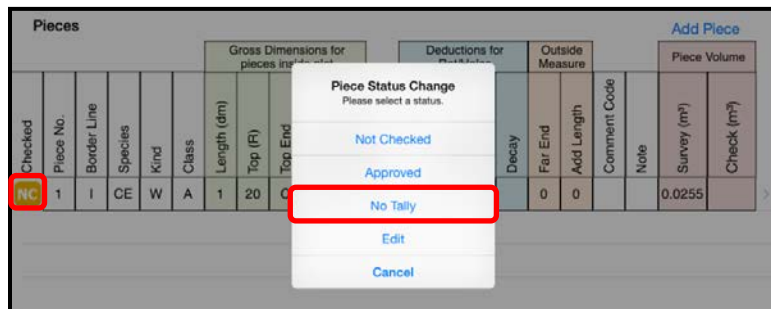 Pieces
Add Piece
Gross Dimensions for
pieces inside plot
Deductions for
Outside
Measure
Piece Volume
Checked
Piece No.
Border Line
Species
Kind
Class
Length (dm)
Top (R)
Top End
Decay
Far End
Add Length
Comment Code
Note
Survey (m³)
Check (m³)
NC 1 I CE W A 1 20 0 0 0.0255
Piece Status Change
Please select a status.
Not Checked
Approved
No Tally
Edit
Cancel